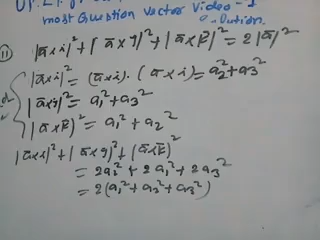 most Question Vector Video-1
Solution.
(11) |a̅×i|² + |a̅×j|² + |a̅×k̅|² = 2|a̅|²
|a̅×i|² = (a̅×i)·(a̅×i) = a₂²+a₃²
|a̅×j|² = a₁²+a₃²
|a̅×k̅|² = a₁²+a₂²
|a̅×i|²+|a̅×j|²+|a̅×k̅|²
= 2a₂²+2a₁²+2a₃²
= 2(a₁²+a₂²+a₃²)